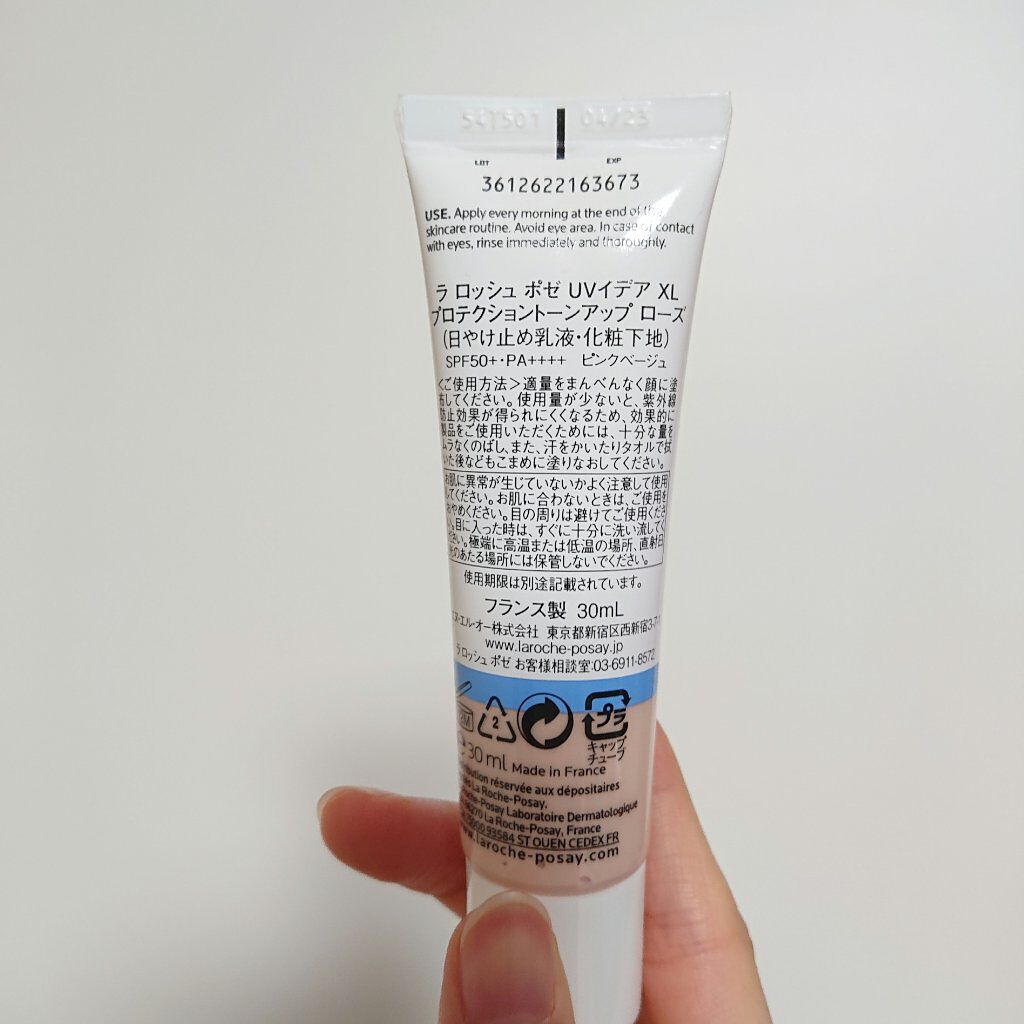 54T501 04/23
LOT EXP
3612622163673
USE. Apply every morning at the end of the
skincare routine. Avoid eye area. In case of contact
with eyes, rinse immediately and thoroughly.
ラ ロッシュ ポゼ UVイデア XL
プロテクショントーンアップ ローズ
(日やけ止め乳液・化粧下地)
SPF50+・PA++++ ピンクベージュ
<ご使用方法>適量をまんべんなく顔に塗
布してください。使用量が少ないと、紫外線
防止効果が得られにくくなるため、効果的に
製品をご使用いただくためには、十分な量を
ムラなくのばし、また、汗をかいたりタオルで拭
いた後などもこまめに塗りなおしてください。
お肌に異常が生じていないかよく注意して使用
してください。お肌に合わないときは、ご使用を
おやめください。目の周りは避けてご使用くださ
い。目に入った時は、すぐに十分に洗い流してく
ださい。極端に高温または低温の場所、直射日
光のあたる場所には保管しないでください。
使用期限は別途記載されています。
フランス製 30mL
エル・オー株式会社 東京都新宿区西新宿3-7-1
www.laroche-posay.jp
ラ ロッシュ ポゼ お客様相談室:03-6911-8572
2 プラ
キャップ
チューブ
30 ml Made in France
réservée aux dépositaires
La Roche-Posay.
Posay Laboratoire Dermatologique
La Roche-Posay, France
93584 ST OUEN CEDEX FR
www.laroche-posay.com